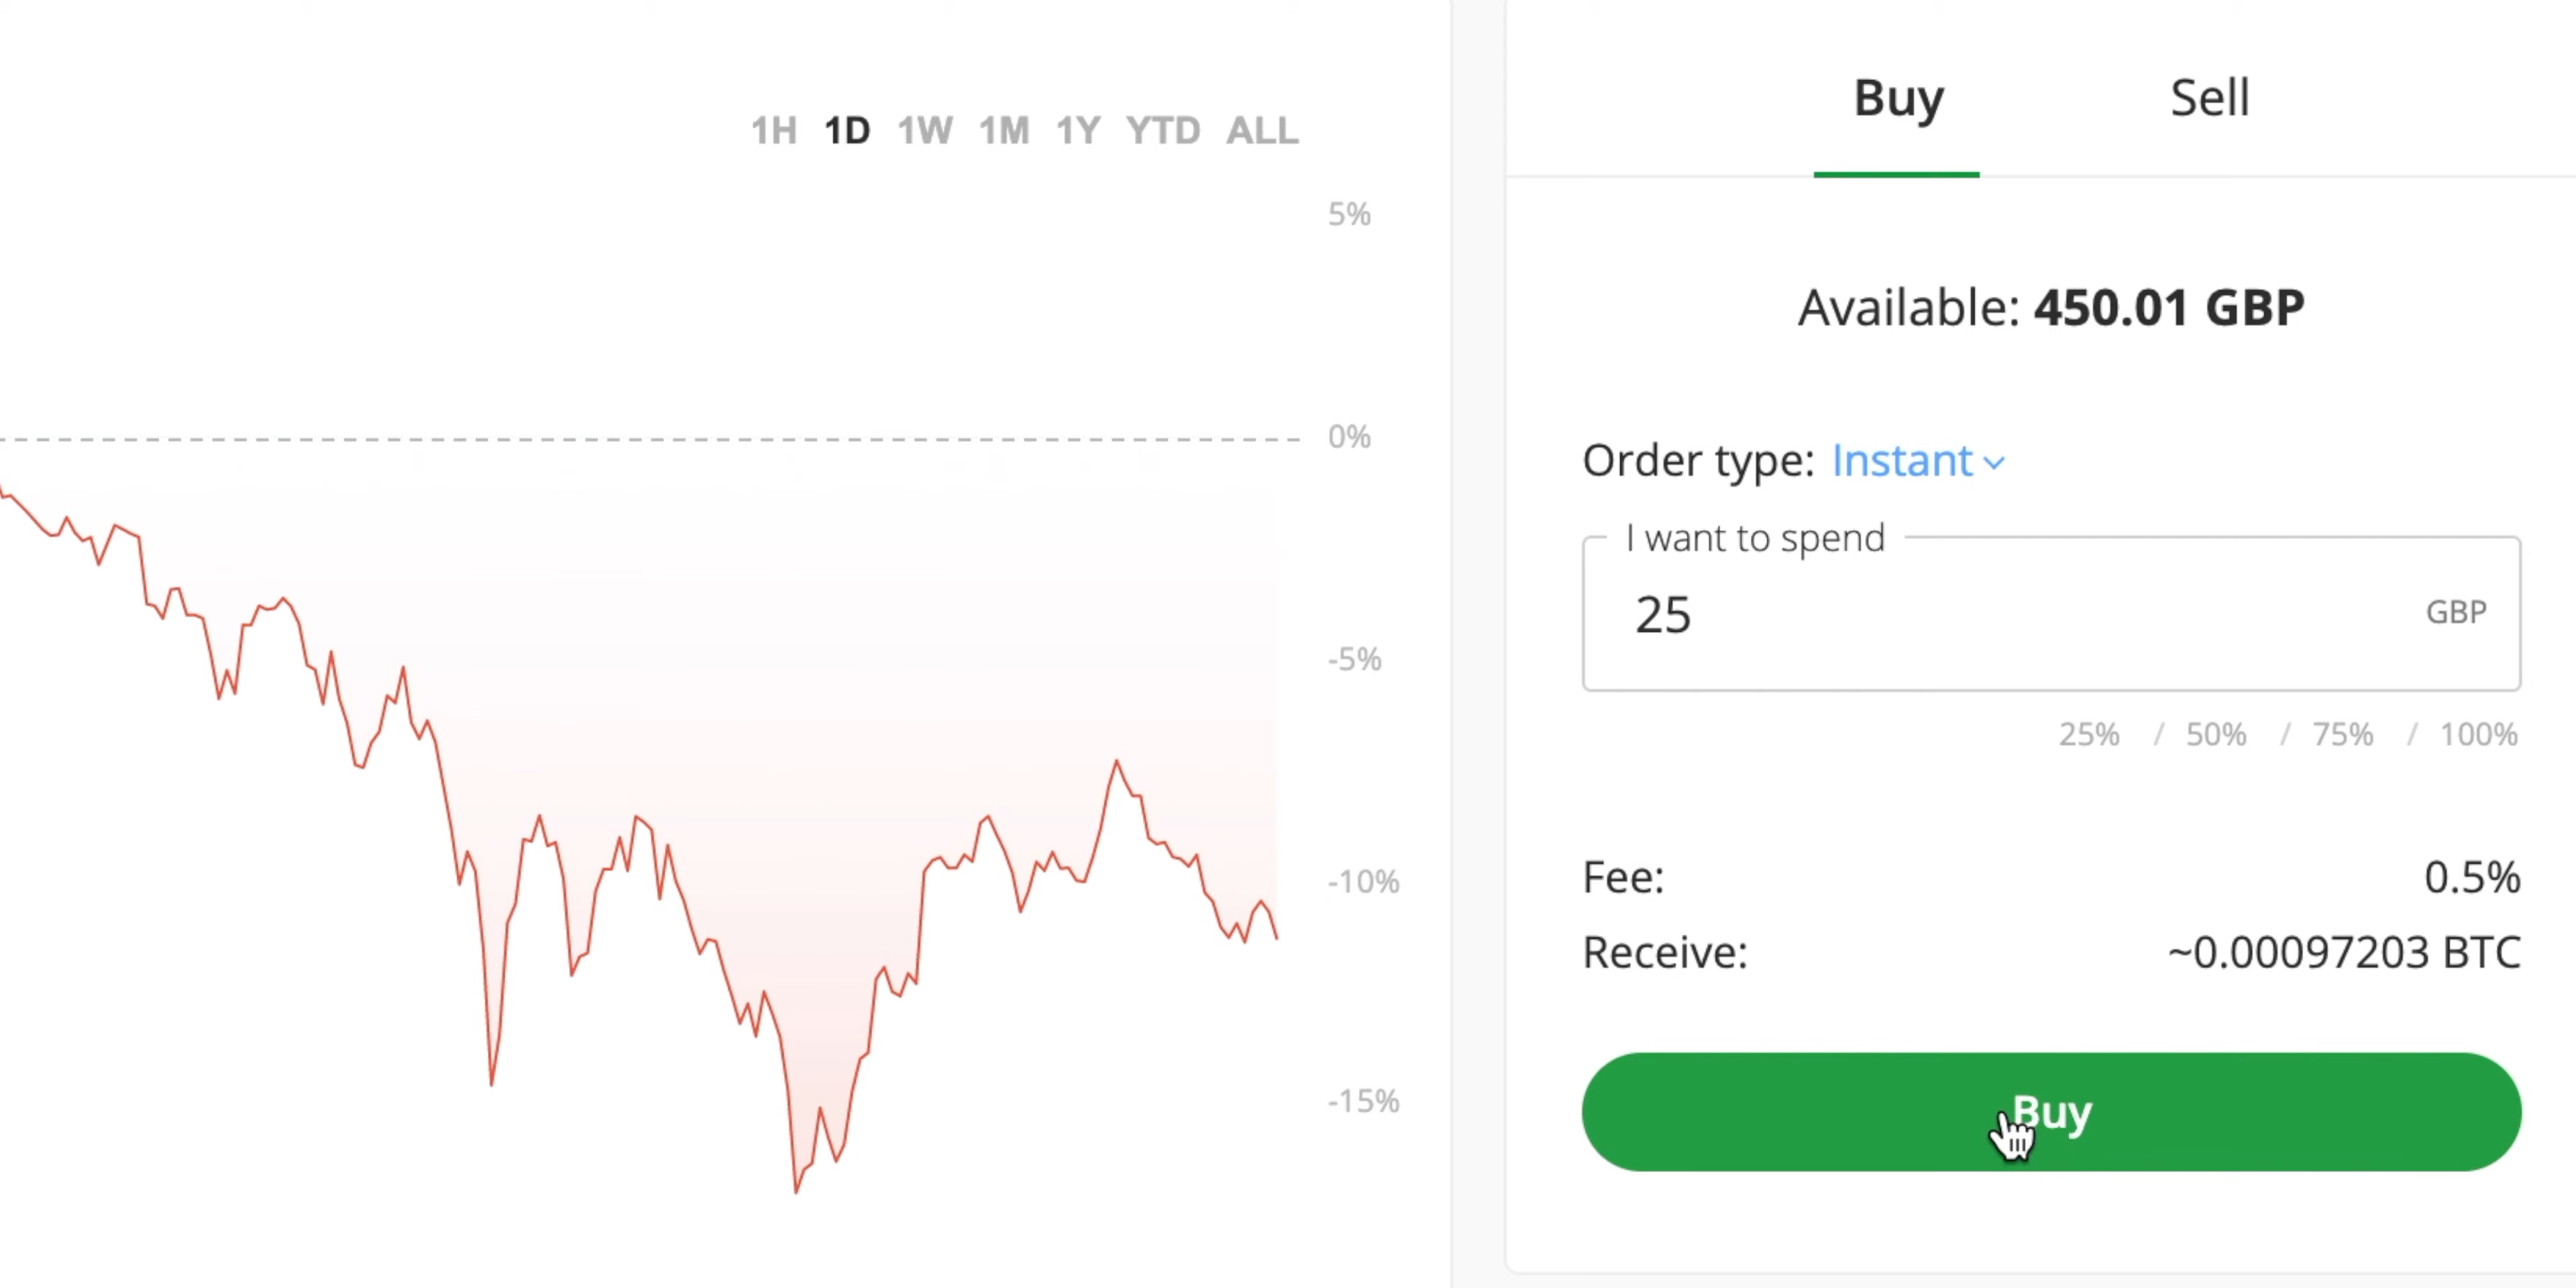 1H 1D 1W 1M 1Y YTD ALL
5%
0%
-5%
-10%
-15%
Buy Sell
Available: 450.01 GBP
Order type: Instant
I want to spend
25 GBP
25% / 50% / 75% / 100%
Fee: 0.5%
Receive: ~0.00097203 BTC
Buy